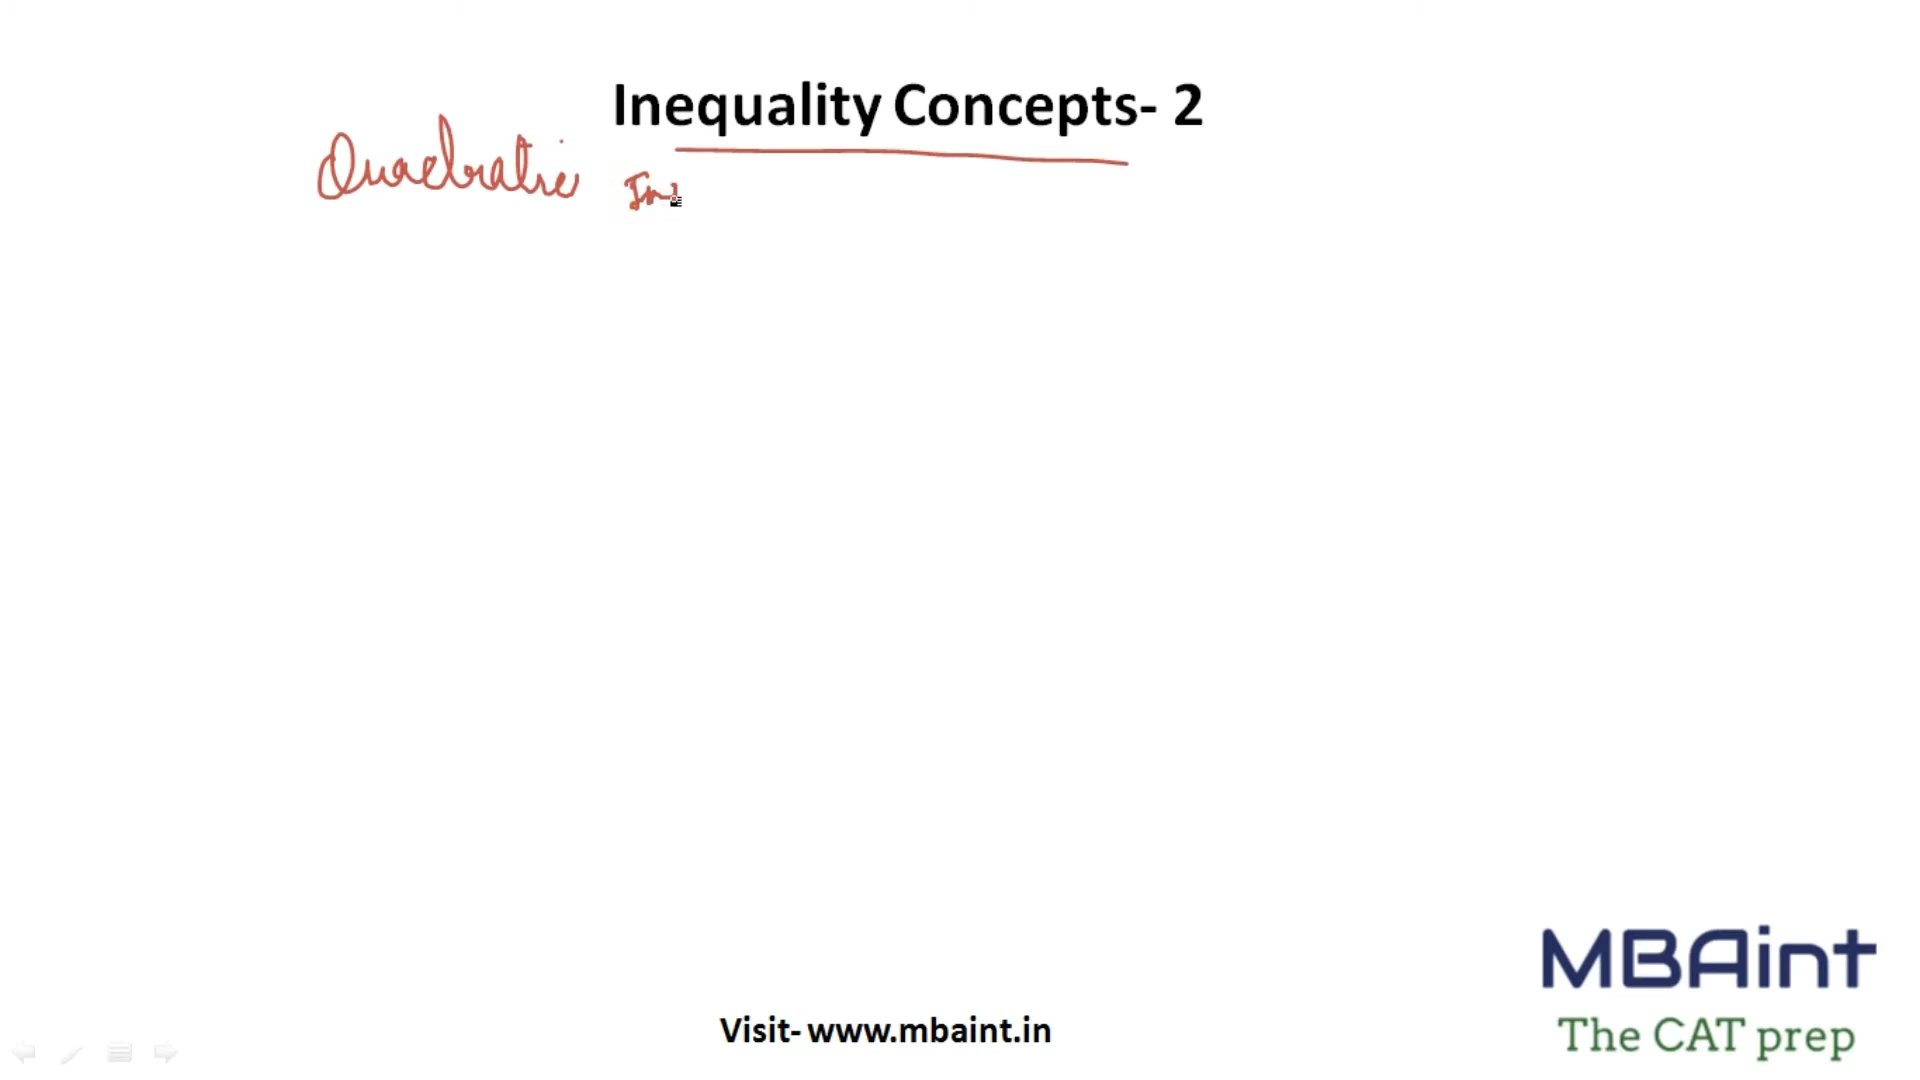 Inequality Concepts- 2
Quadratic
MBAint
The CAT prep
Visit- www.mbaint.in